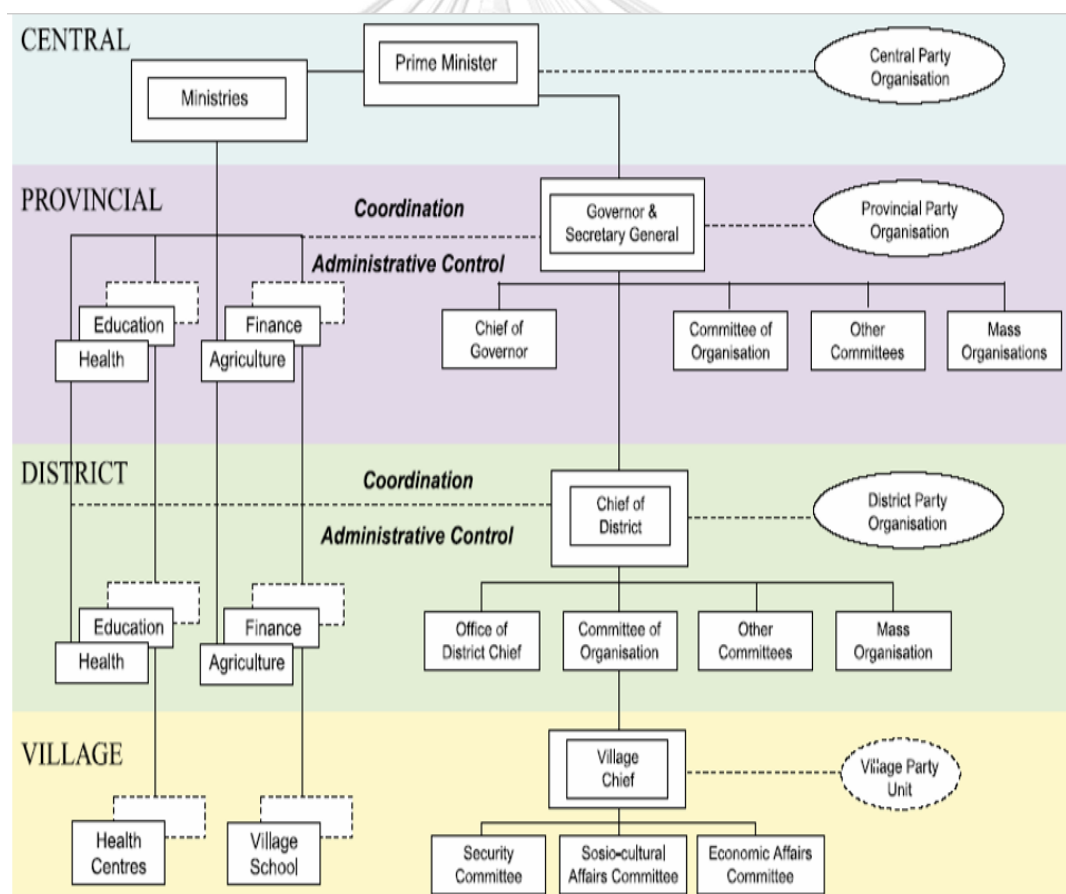 CENTRAL
Prime Minister
Ministries
Central Party
Organisation
PROVINCIAL
Coordination
Administrative Control
Governor &
Secretary General
Provincial Party
Organisation
Education
Health
Finance
Agriculture
Chief of
Governor
Committee of
Organisation
Other
Committees
Mass
Organisations
DISTRICT
Coordination
Administrative Control
Chief of
District
District Party
Organisation
Education
Health
Finance
Agriculture
Office of
District Chief
Committee of
Organisation
Other
Committees
Mass
Organisation
VILLAGE
Village
Chief
Village Party
Unit
Health
Centres
Village
School
Security
Committee
Sosio-cultural
Affairs Committee
Economic Affairs
Committee